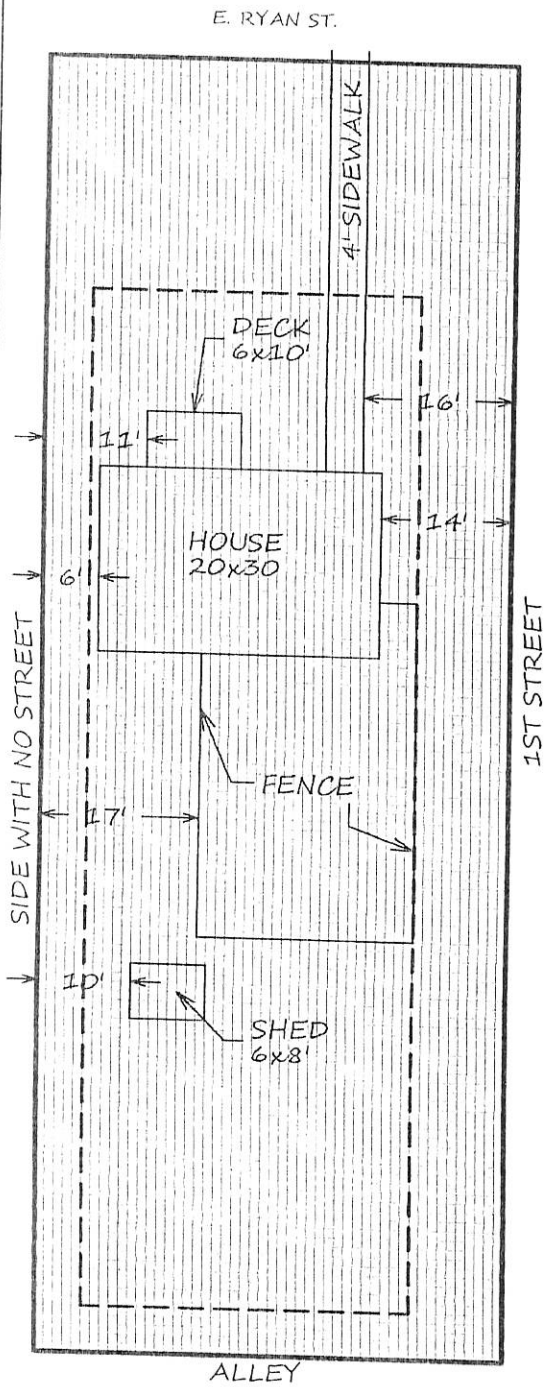 E. RYAN ST.
4' SIDEWALK
DECK
6x10'
16'
11'
14'
HOUSE
20x30
6'
SIDE WITH NO STREET
1ST STREET
FENCE
17'
10'
SHED
6x8'
ALLEY